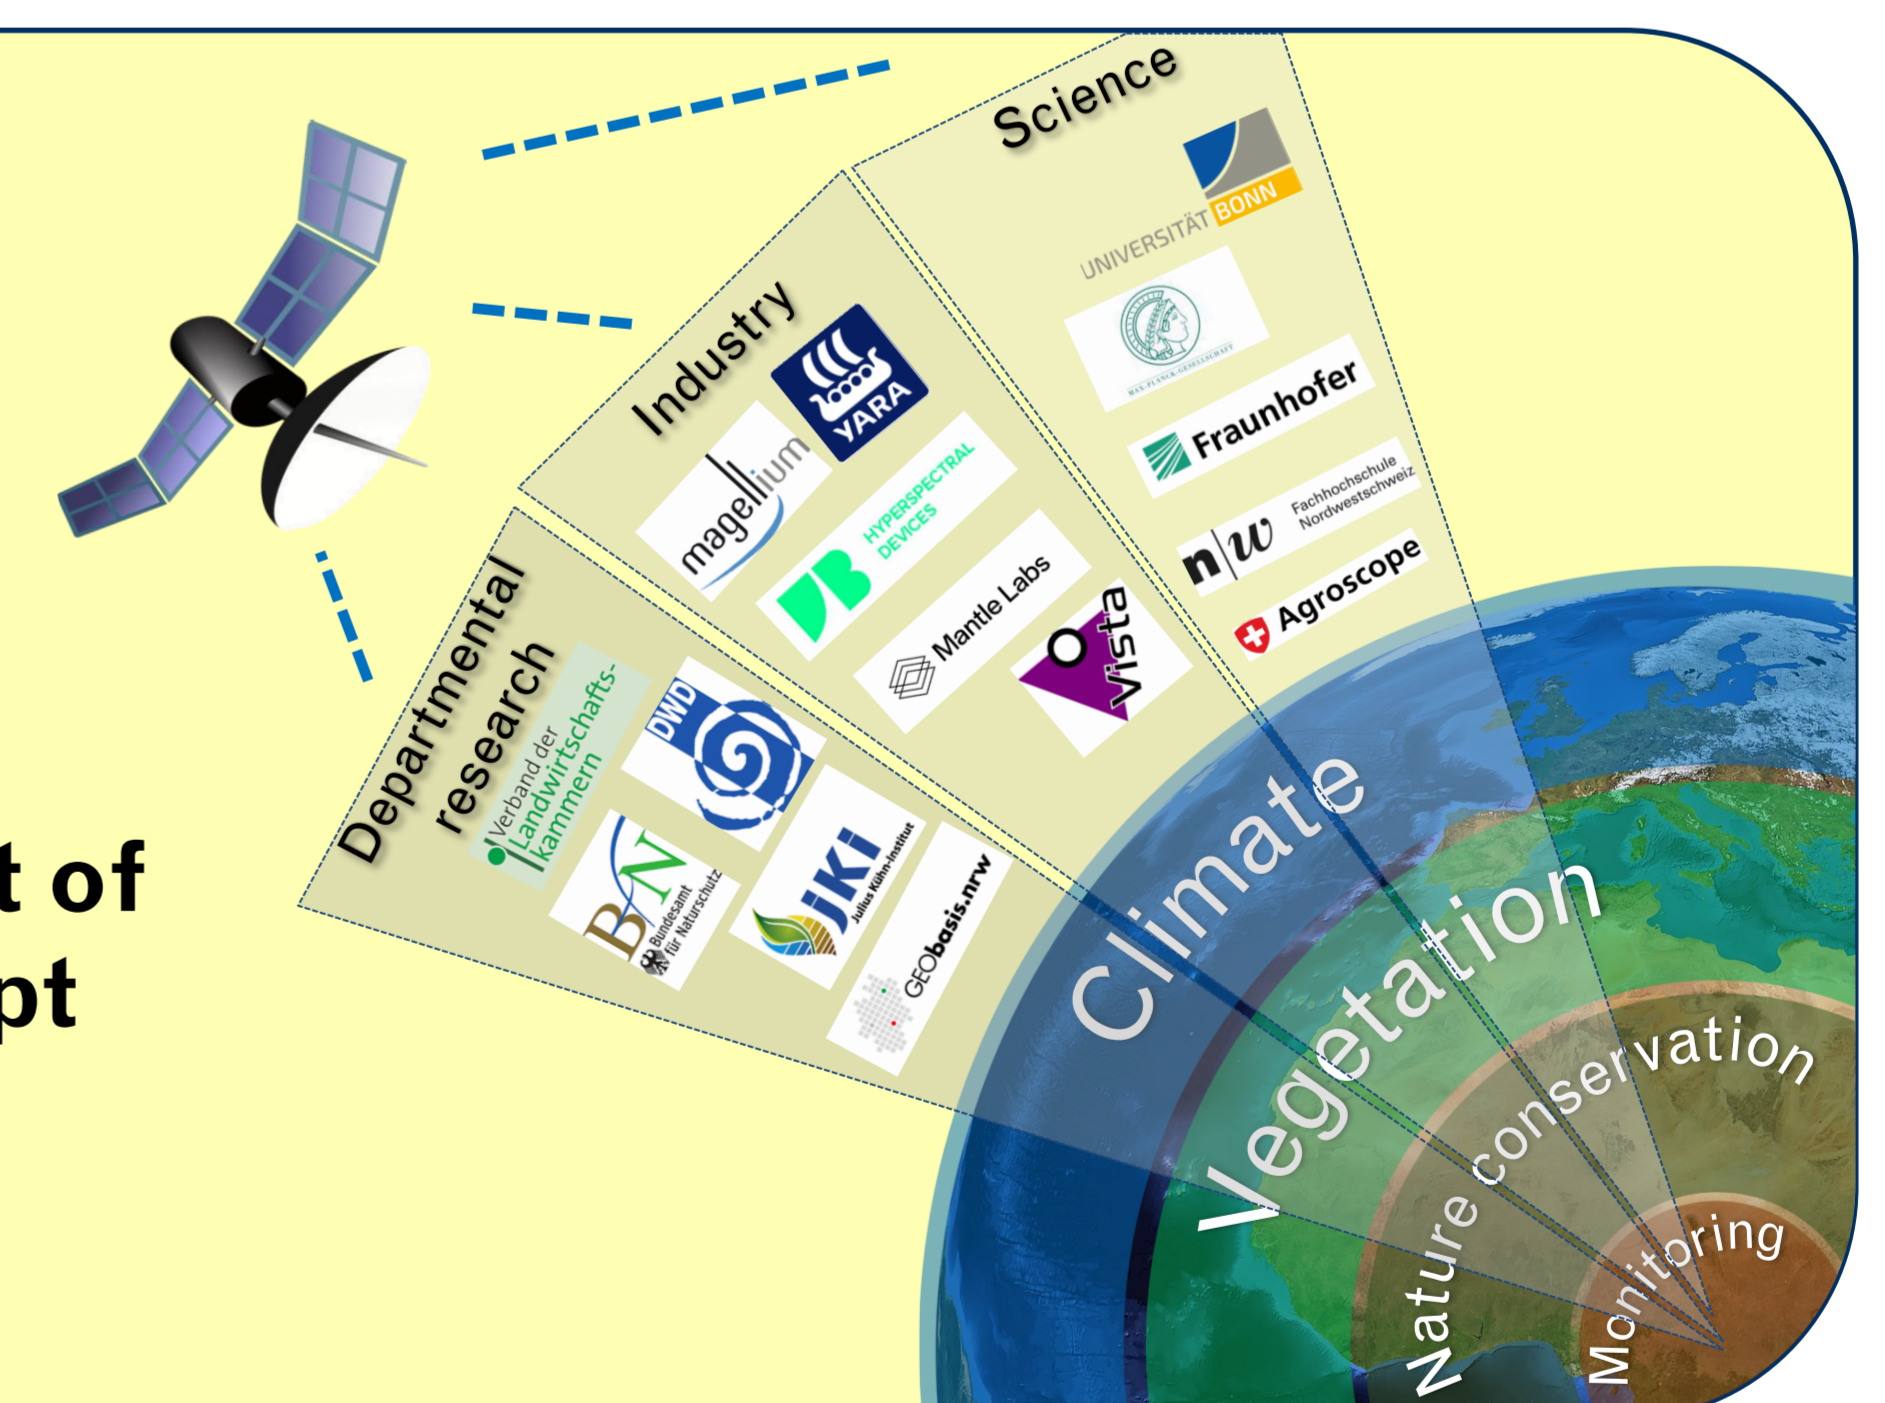 Science
UNIVERSITÄT BONN
MAX-PLANCK-GESELLSCHAFT
Fraunhofer
n|w Fachhochschule
Nordwestschweiz
Agroscope
Industry
YARA
magellium
HYPERSPECTRAL
DEVICES
Mantle Labs
Vista
Departmental
research
Verband der
Landwirtschafts-
kammern
DWD
BfN
Bundesamt
für Naturschutz
JKI
Julius Kühn-Institut
GEObasis.nrw
t of
pt
Climate
Vegetation
Nature conservation
Monitoring